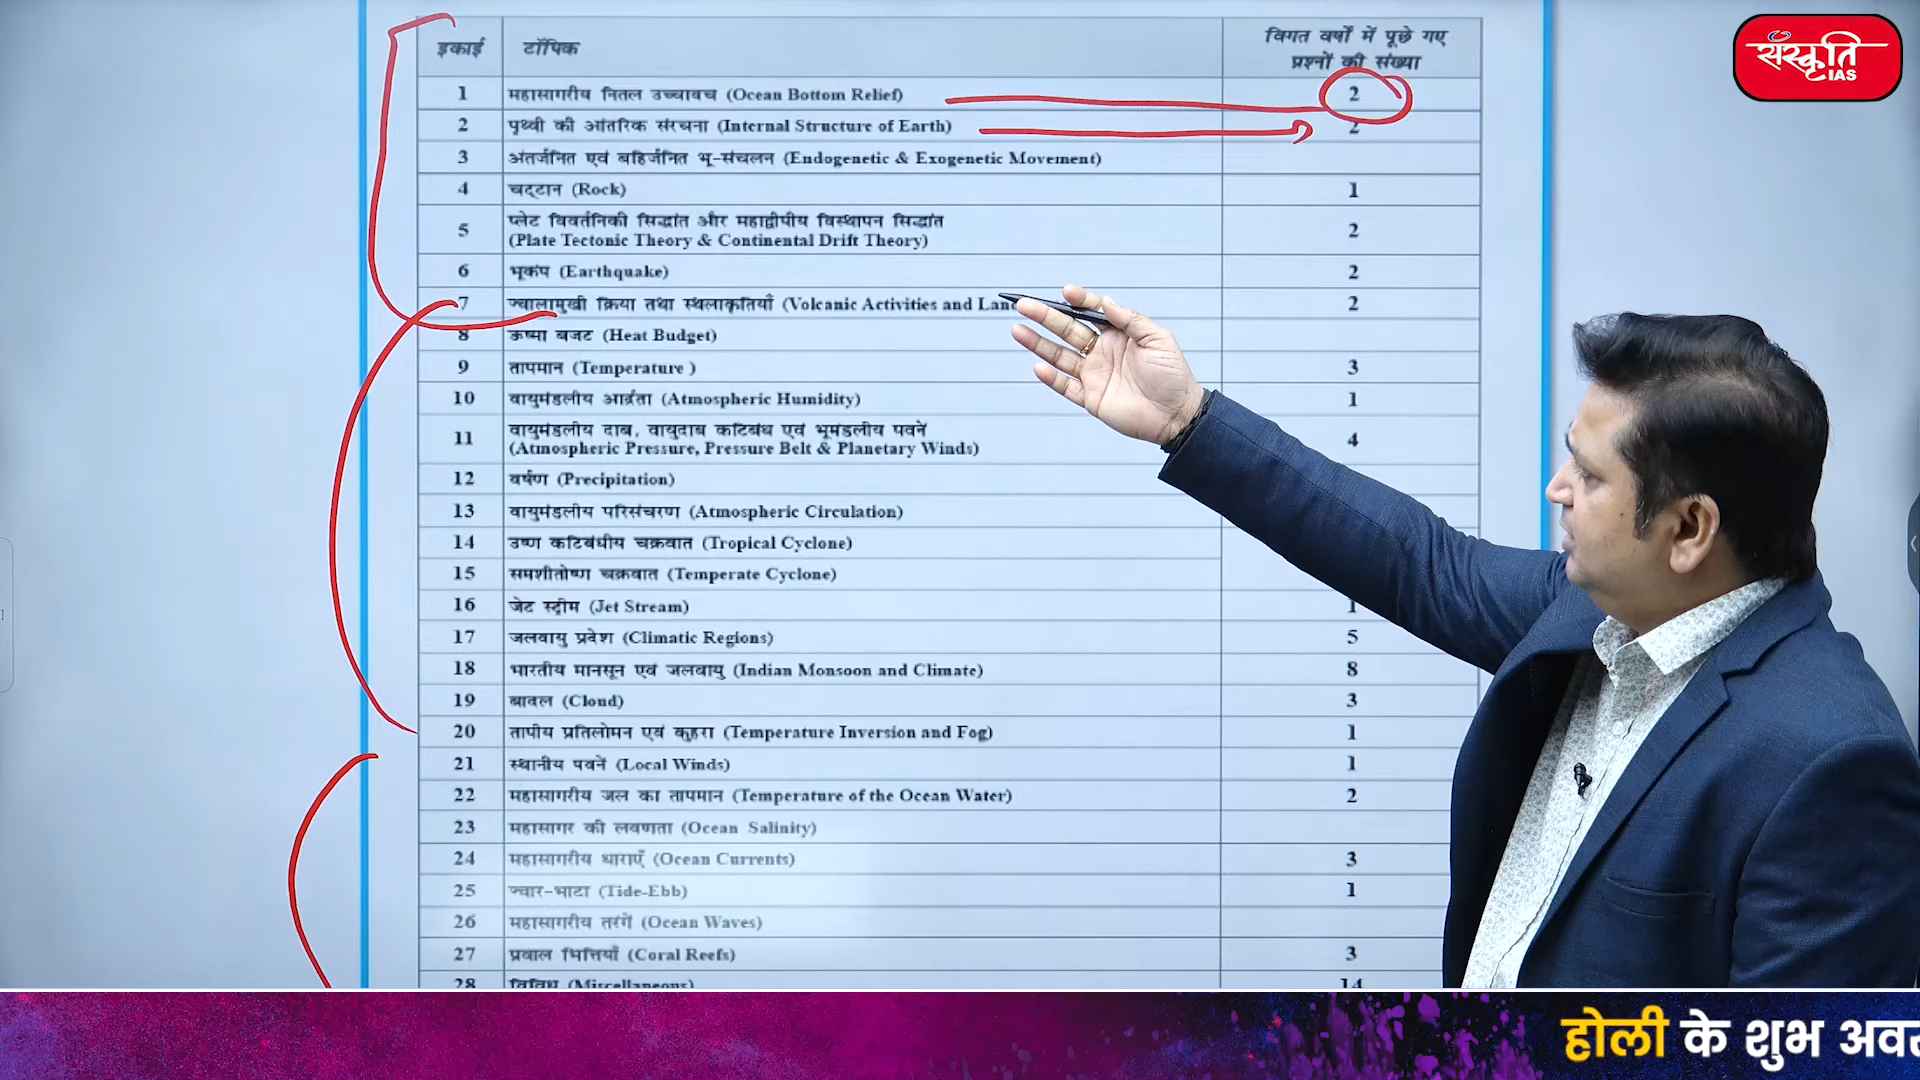 संस्कृति
IAS
इकाई टॉपिक विगत वर्षों में पूछे गए
प्रश्नों की संख्या
1 महासागरीय नितल उच्चावच (Ocean Bottom Relief) 2
2 पृथ्वी की आंतरिक संरचना (Internal Structure of Earth) 2
3 अंतर्जनित एवं बहिर्जनित भू-संचलन (Endogenetic & Exogenetic Movement)
4 चट्टान (Rock) 1
5 प्लेट विवर्तनिकी सिद्धांत और महाद्वीपीय विस्थापन सिद्धांत
(Plate Tectonic Theory & Continental Drift Theory) 2
6 भूकंप (Earthquake) 2
7 ज्वालामुखी क्रिया तथा स्थलाकृतियाँ (Volcanic Activities and 2
8 ऊष्मा बजट (Heat Budget)
9 तापमान (Temperature ) 3
10 वायुमंडलीय आर्द्रता (Atmospheric Humidity) 1
11 वायुमंडलीय दाब, वायुदाब कटिबंध एवं भूमंडलीय पवनें
(Atmospheric Pressure, Pressure Belt & Planetary Winds) 4
12 वर्षण (Precipitation)
13 वायुमंडलीय परिसंचरण (Atmospheric Circulation)
14 उष्ण कटिबंधीय चक्रवात (Tropical Cyclone)
15 समशीतोष्ण चक्रवात (Temperate Cyclone)
16 जेट स्ट्रीम (Jet Stream) 1
17 जलवायु प्रदेश (Climatic Regions) 5
18 भारतीय मानसून एवं जलवायु (Indian Monsoon and Climate) 8
19 बादल (Cloud) 3
20 तापीय प्रतिलोमन एवं कुहरा (Temperature Inversion and Fog) 1
21 स्थानीय पवनें (Local Winds) 1
22 महासागरीय जल का तापमान (Temperature of the Ocean Water) 2
23 महासागर की लवणता (Ocean Salinity)
24 महासागरीय धाराएँ (Ocean Currents) 3
25 ज्वार-भाटा (Tide-Ebb) 1
26 महासागरीय तरंगें (Ocean Waves)
27 प्रवाल भित्तियाँ (Coral Reefs) 3
28 विविध (Miscellaneous) 14
होली के शुभ